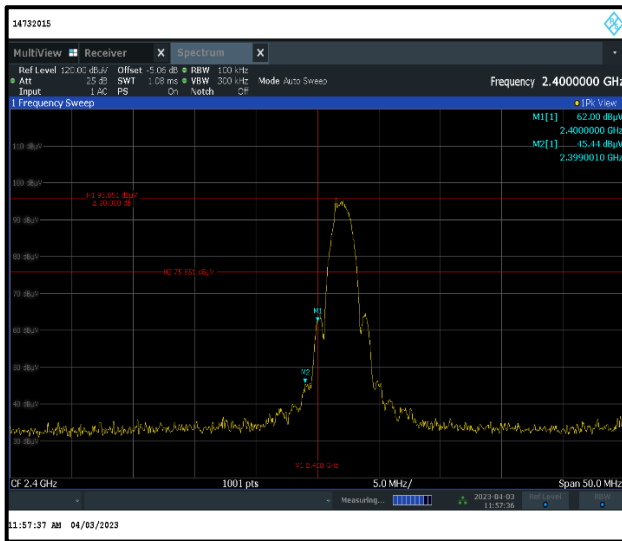 14732015
MultiView Receiver X Spectrum X
Ref Level 120.00 dBµV Offset -5.06 dB RBW 100 kHz
Att 25 dB SWT 1.08 ms VBW 300 kHz Mode Auto Sweep Frequency 2.4000000 GHz
Input 1 AC PS On Notch Off
1 Frequency Sweep 1Pk View
M1[1] 62.00 dBµV
2.4000000 GHz
M2[1] 45.44 dBµV
2.3990010 GHz
110 dBµV
100 dBµV
90 dBµV
80 dBµV
70 dBµV
M1
60 dBµV
M2
50 dBµV
40 dBµV
30 dBµV
CF 2.4 GHz 1001 pts 5.0 MHz/ Span 50.0 MHz
Measuring... 2023-04-03 Ref Level RBW
11:57:36
11:57:37 AM 04/03/2023